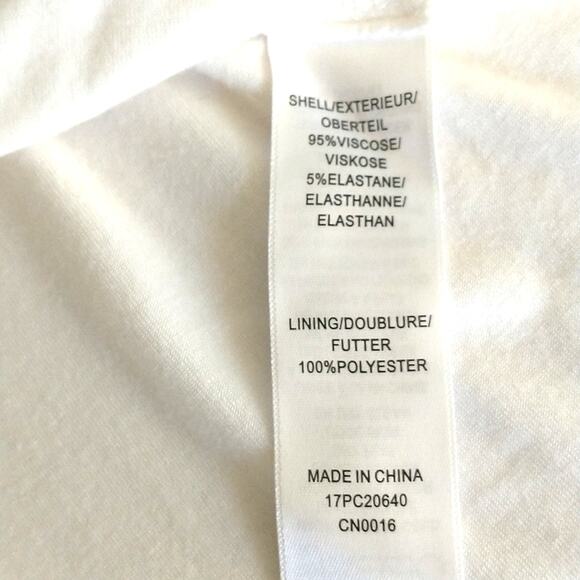 SHELL/EXTERIEUR/
OBERTEIL
95%VISCOSE/
VISKOSE
5%ELASTANE/
ELASTHANNE/
ELASTHAN
LINING/DOUBLURE/
FUTTER
100%POLYESTER
MADE IN CHINA
17PC20640
CN0016